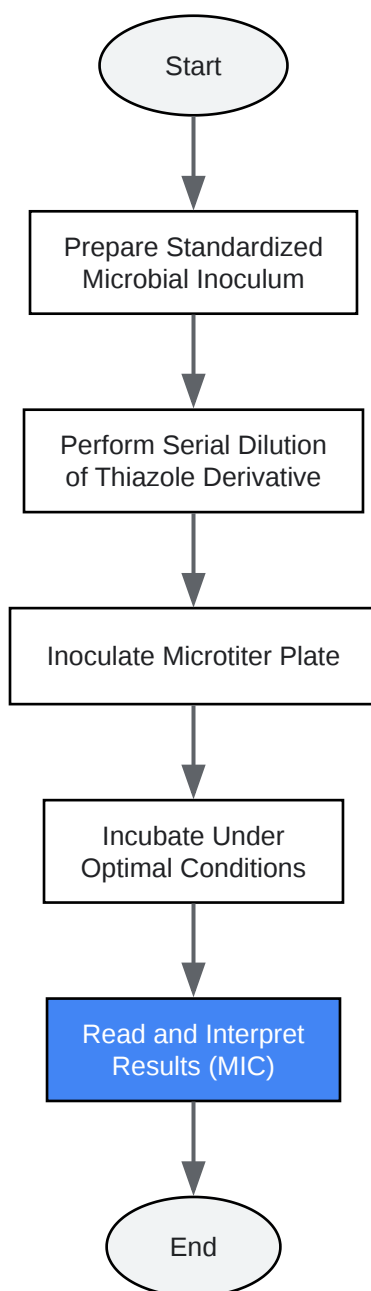 Start
Prepare Standardized
Microbial Inoculum
Perform Serial Dilution
of Thiazole Derivative
Inoculate Microtiter Plate
Incubate Under
Optimal Conditions
Read and Interpret
Results (MIC)
End